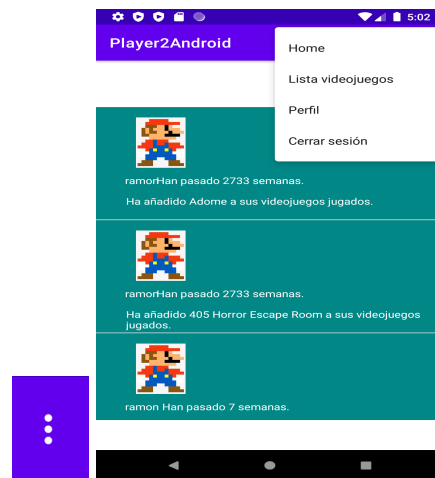 5:02
Player2Android
Home
Lista videojuegos
Perfil
Cerrar sesión
ramorHan pasado 2733 semanas.
Ha añadido Adome a sus videojuegos jugados.
ramorHan pasado 2733 semanas.
Ha añadido 405 Horror Escape Room a sus videojuegos
jugados.
ramon Han pasado 7 semanas.